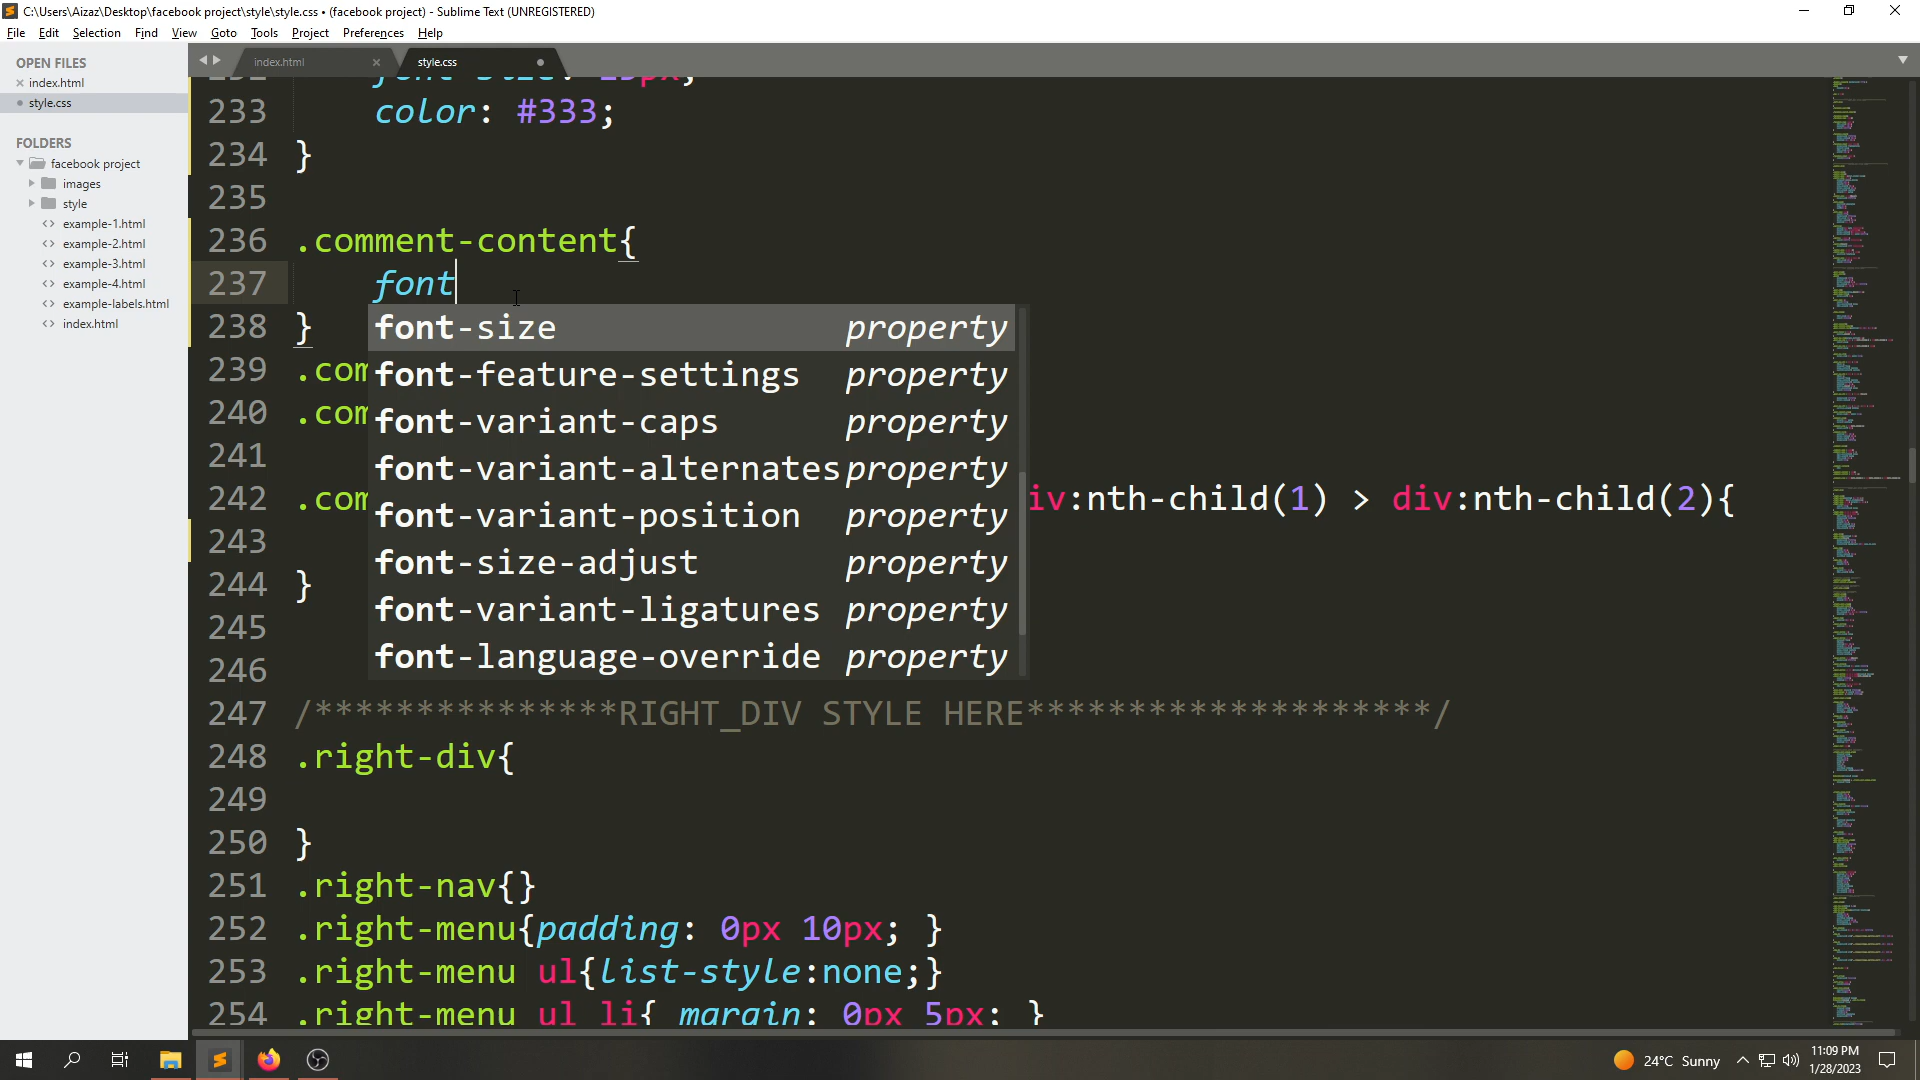 C:\Users\Aizaz\Desktop\facebook project\style\style.css • (facebook project) - Sublime Text (UNREGISTERED)
File Edit Selection Find View Goto Tools Project Preferences Help
OPEN FILES
index.html
style.css
FOLDERS
facebook project
images
style
example-1.html
example-2.html
example-3.html
example-4.html
example-labels.html
index.html
index.html
style.css
233 color: #333;
234 }
235
236 .comment-content{
237 font
238 }
239 .com
240 .com
241
242 .com iv:nth-child(1) > div:nth-child(2){
243
244 }
245
246
247 /***************RIGHT_DIV STYLE HERE********************/
248 .right-div{
249
250 }
251 .right-nav{}
252 .right-menu{padding: 0px 10px; }
253 .right-menu ul{list-style:none;}
254 .right-menu ul li{ margin: 0px 5px; }
font-size property
font-feature-settings property
font-variant-caps property
font-variant-alternates property
font-variant-position property
font-size-adjust property
font-variant-ligatures property
font-language-override property
24°C Sunny
11:09 PM
1/28/2023